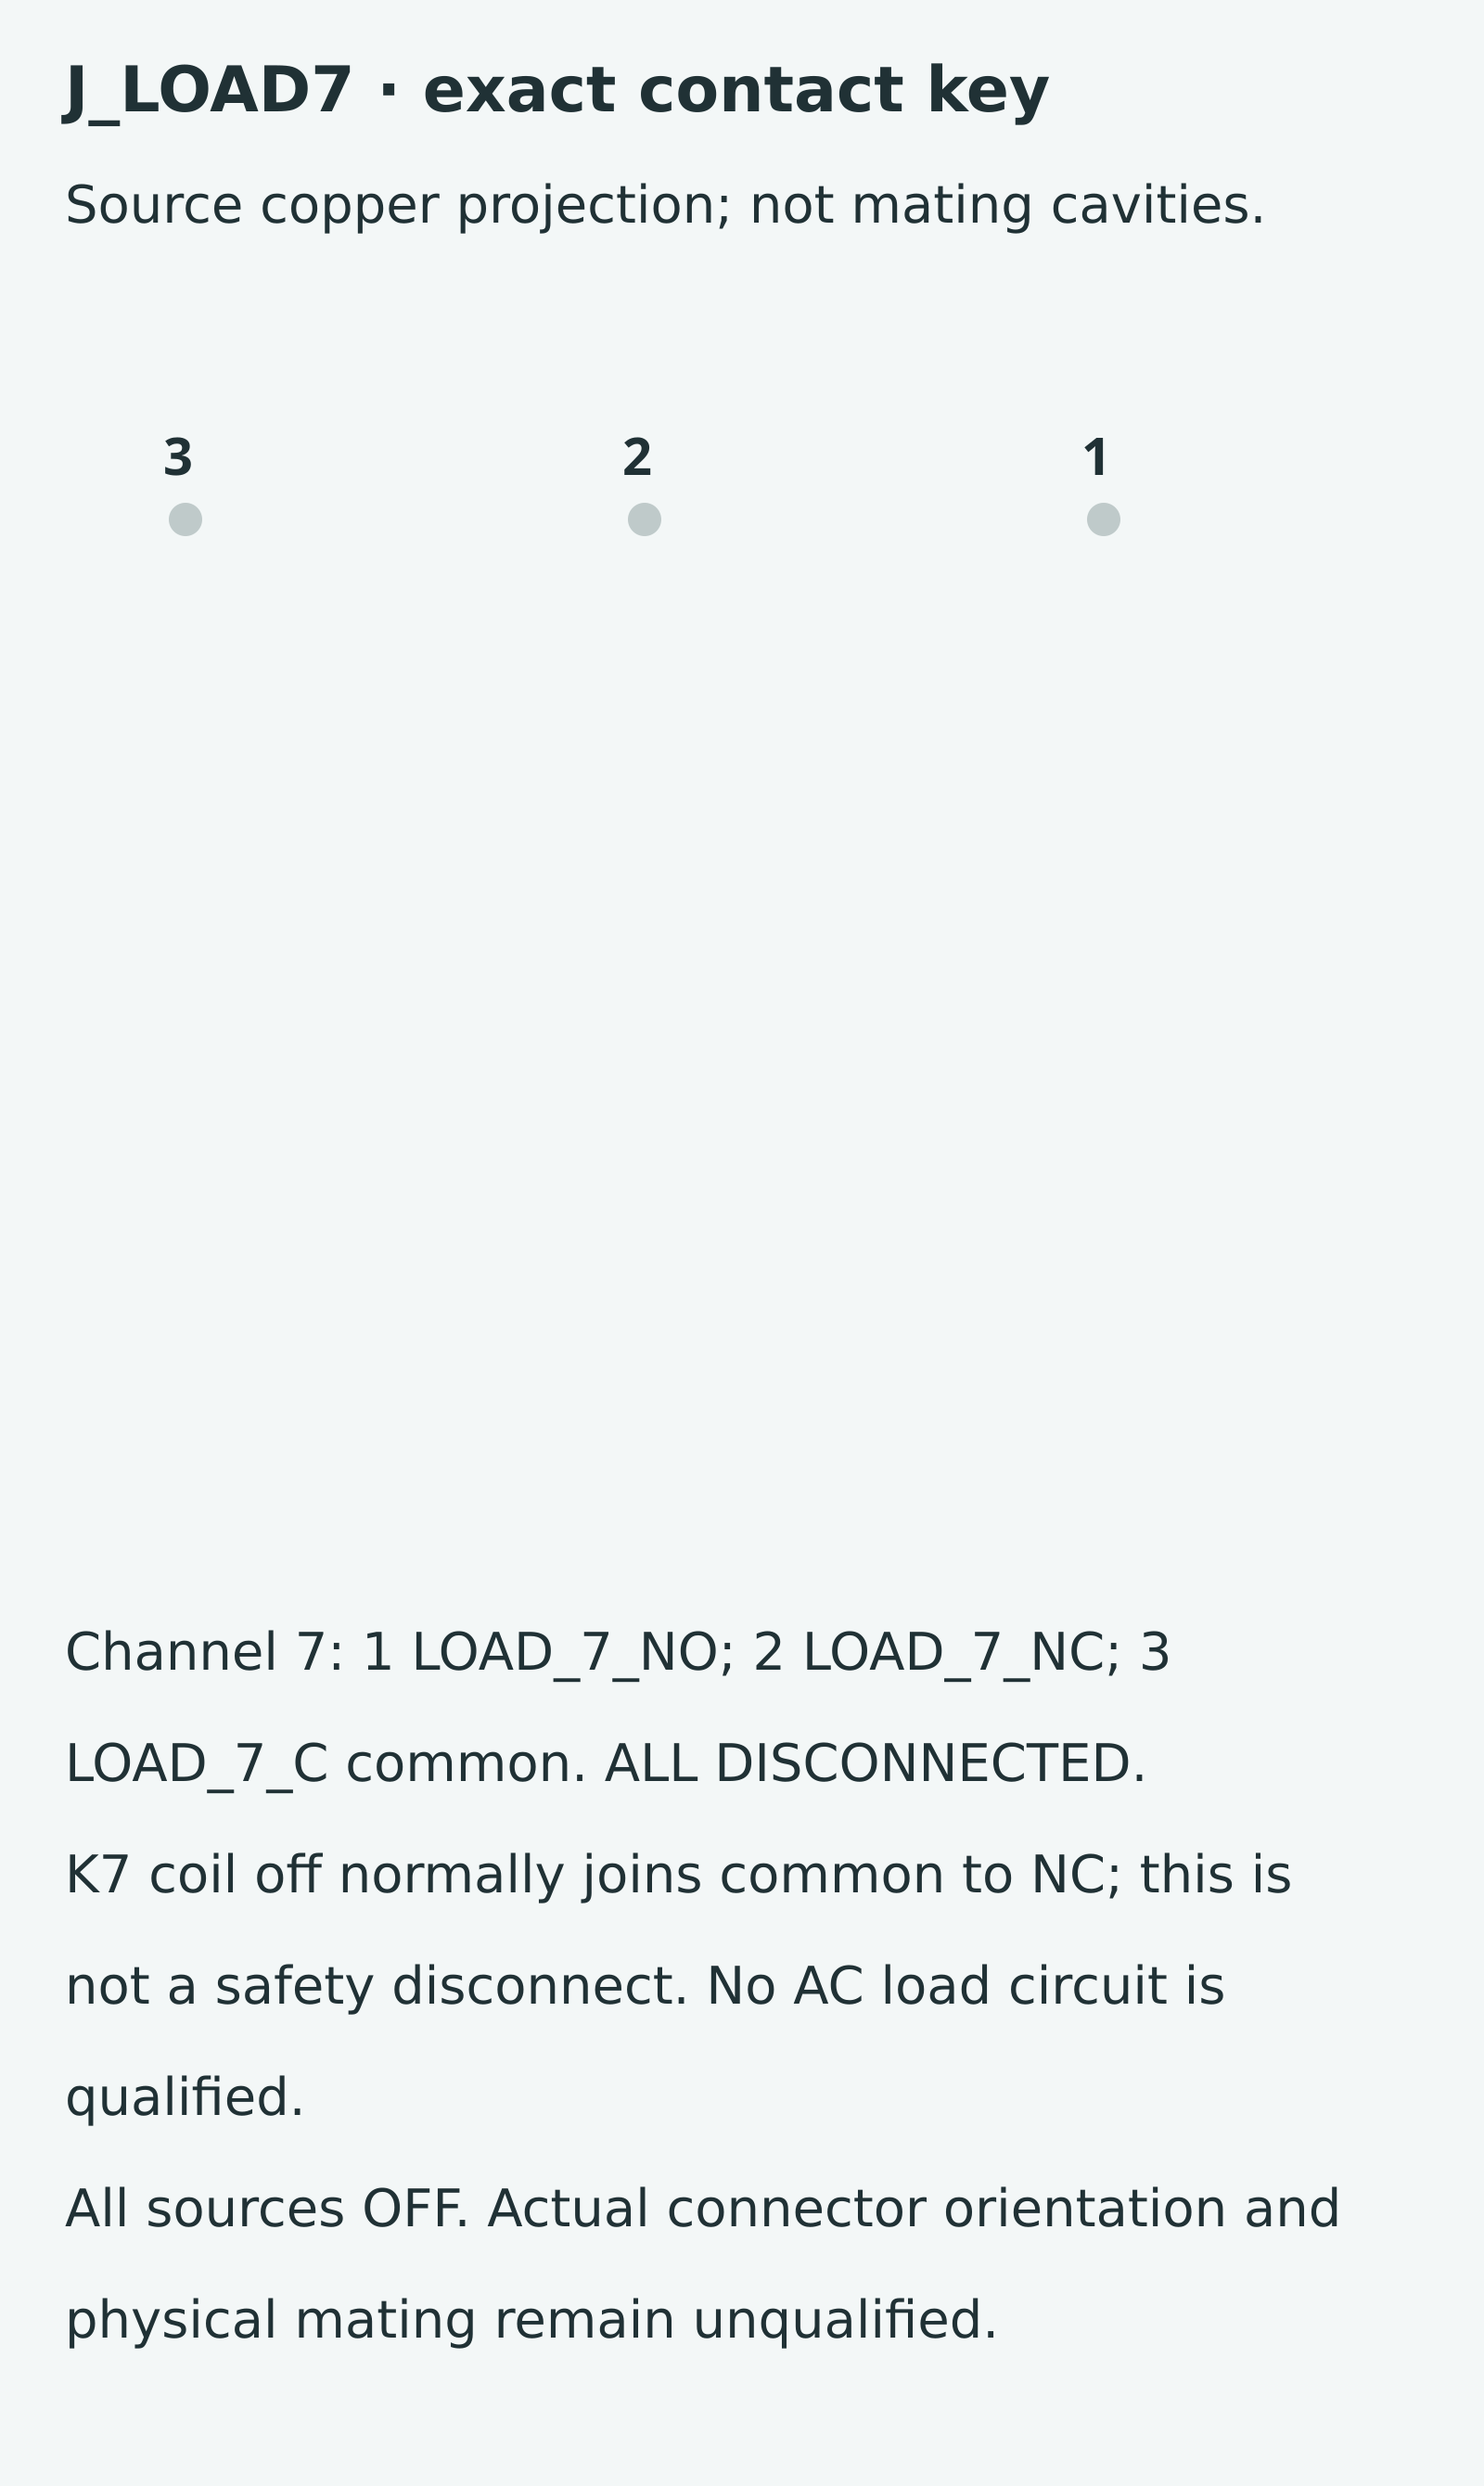 J_LOAD7 · exact contact key
Source copper projection; not mating cavities.
3 2 1
Channel 7: 1 LOAD_7_NO; 2 LOAD_7_NC; 3
LOAD_7_C common. ALL DISCONNECTED.
K7 coil off normally joins common to NC; this is
not a safety disconnect. No AC load circuit is
qualified.
All sources OFF. Actual connector orientation and
physical mating remain unqualified.